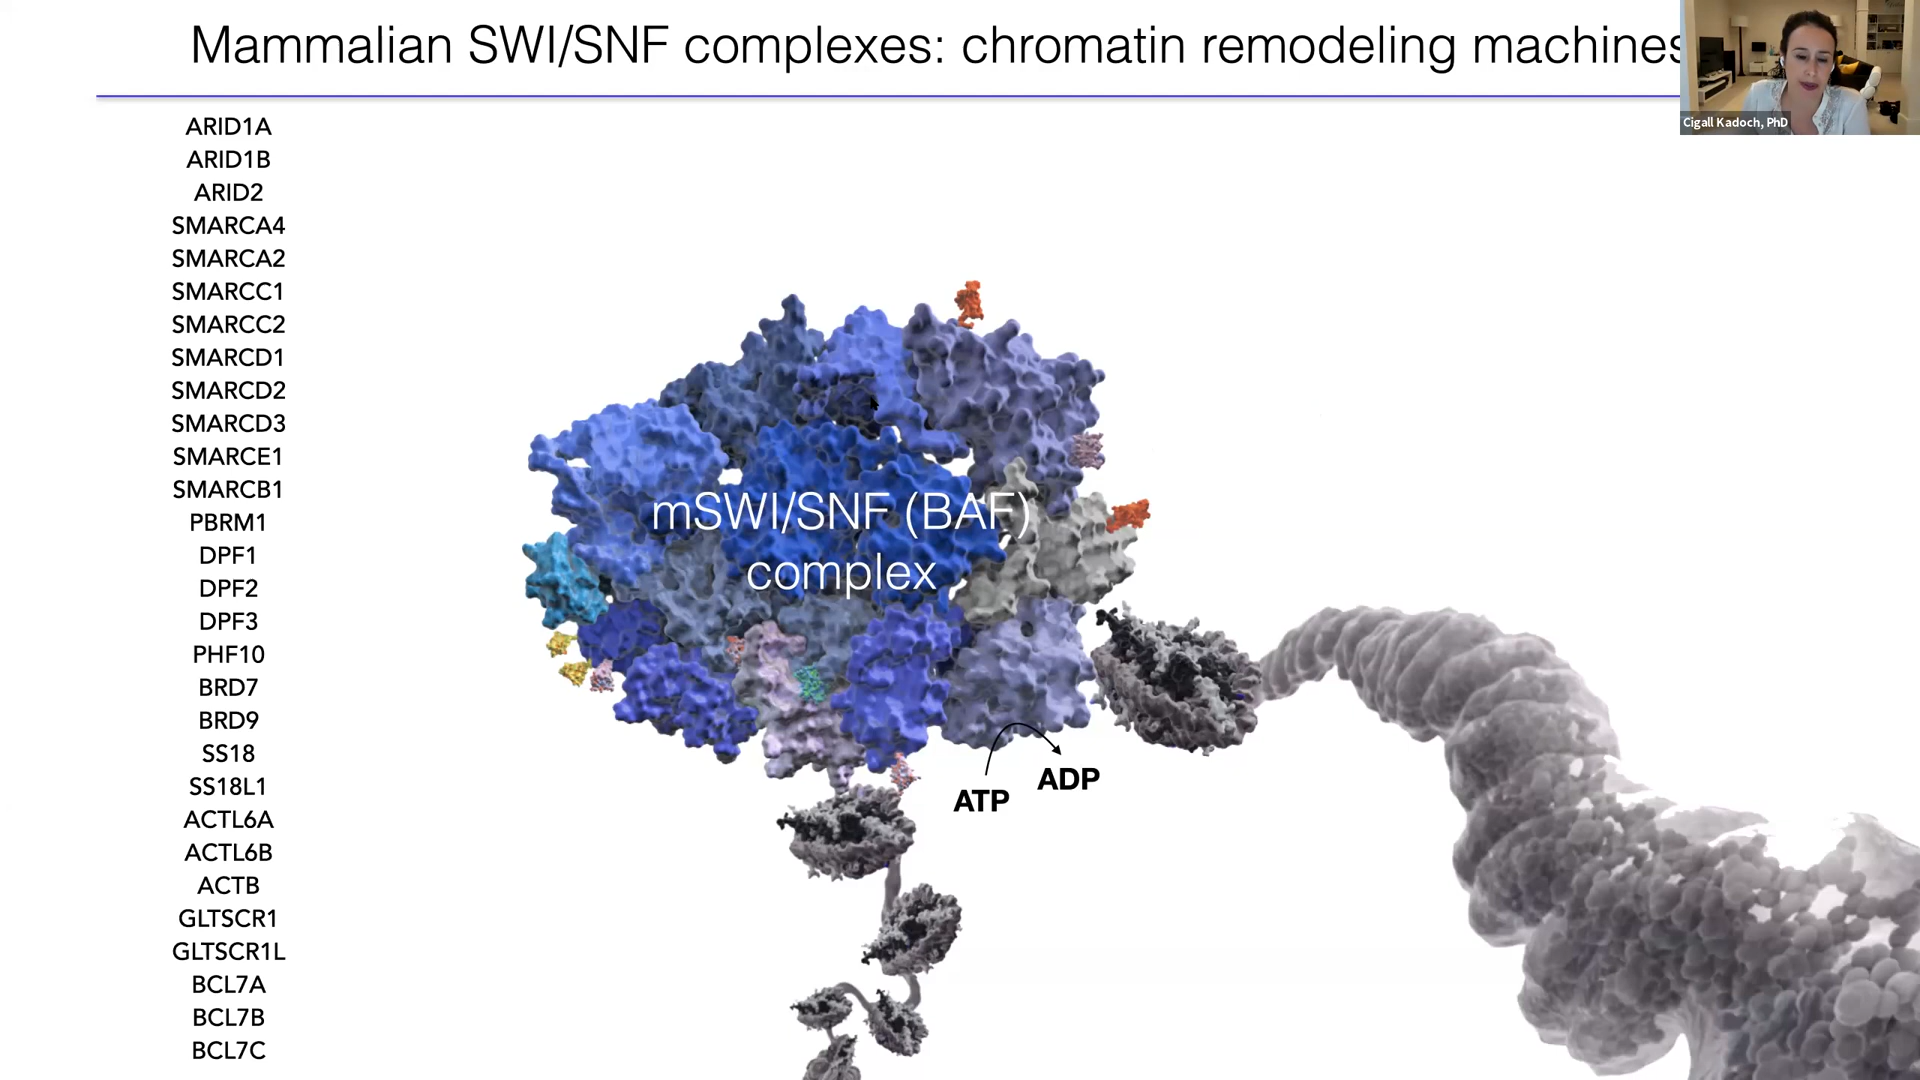 Mammalian SWI/SNF complexes: chromatin remodeling machines
Cigall Kadoch, PhD
ARID1A
ARID1B
ARID2
SMARCA4
SMARCA2
SMARCC1
SMARCC2
SMARCD1
SMARCD2
SMARCD3
SMARCE1
SMARCB1
PBRM1
DPF1
DPF2
DPF3
PHF10
BRD7
BRD9
SS18
SS18L1
ACTL6A
ACTL6B
ACTB
GLTSCR1
GLTSCR1L
BCL7A
BCL7B
BCL7C
mSWI/SNF (BAF)
complex
ATP
ADP